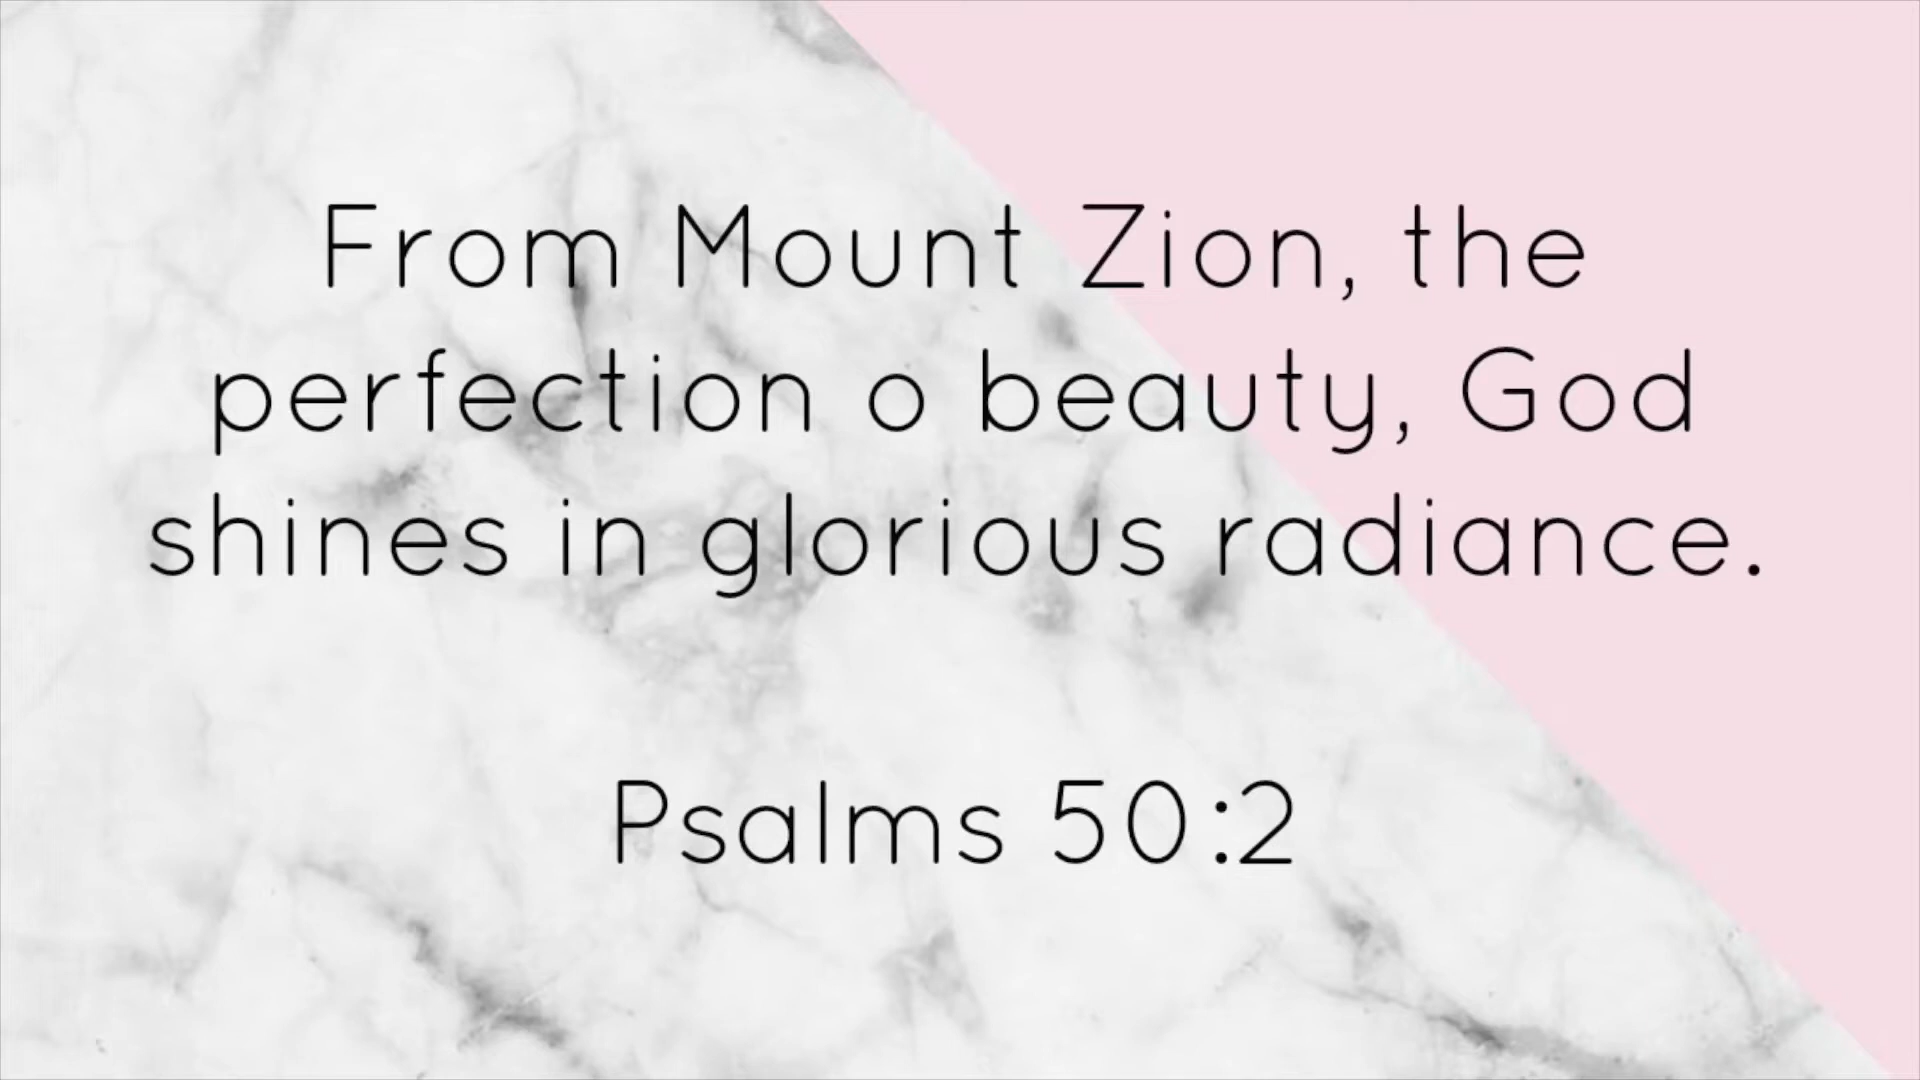 From Mount Zion, the
perfection o beauty, God
shines in glorious radiance.
Psalms 50:2